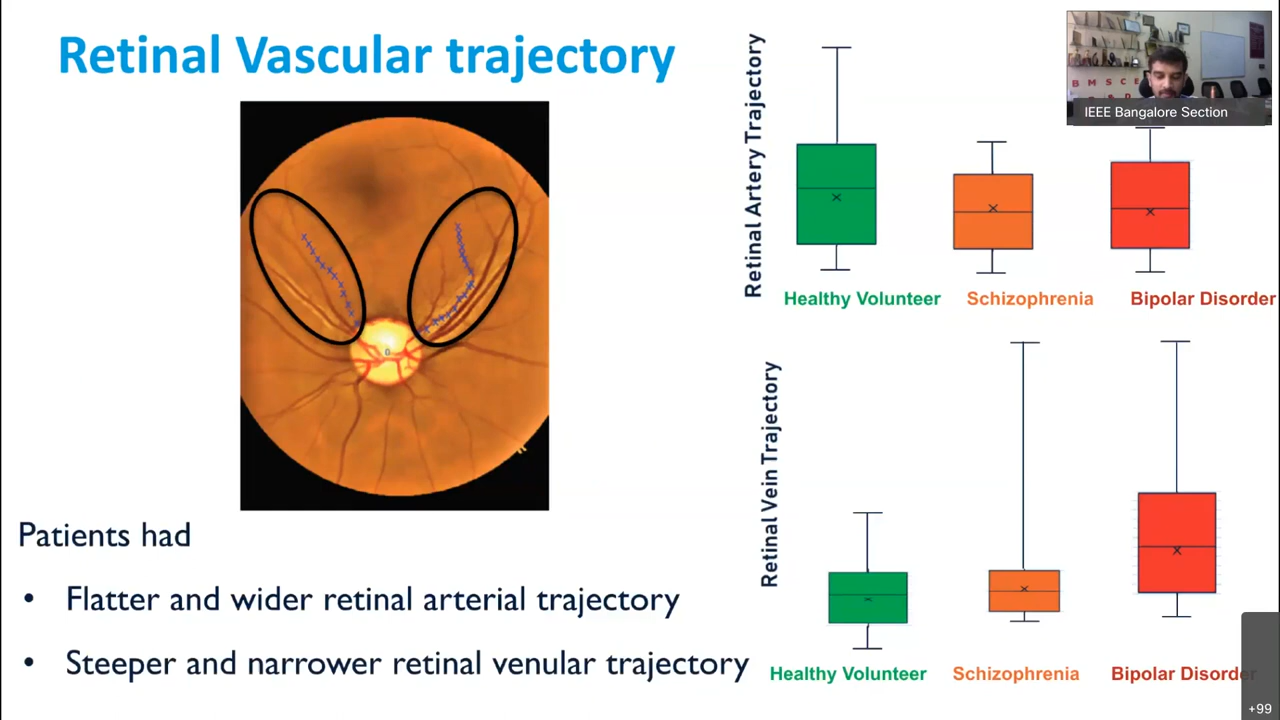 Retinal Vascular trajectory
Patients had
• Flatter and wider retinal arterial trajectory
• Steeper and narrower retinal venular trajectory
Retinal Artery Trajectory
Healthy Volunteer
Schizophrenia
Bipolar Disorder
Retinal Vein Trajectory
Healthy Volunteer
Schizophrenia
Bipolar Disorder
B M S C E
IEEE Bangalore Section
+99